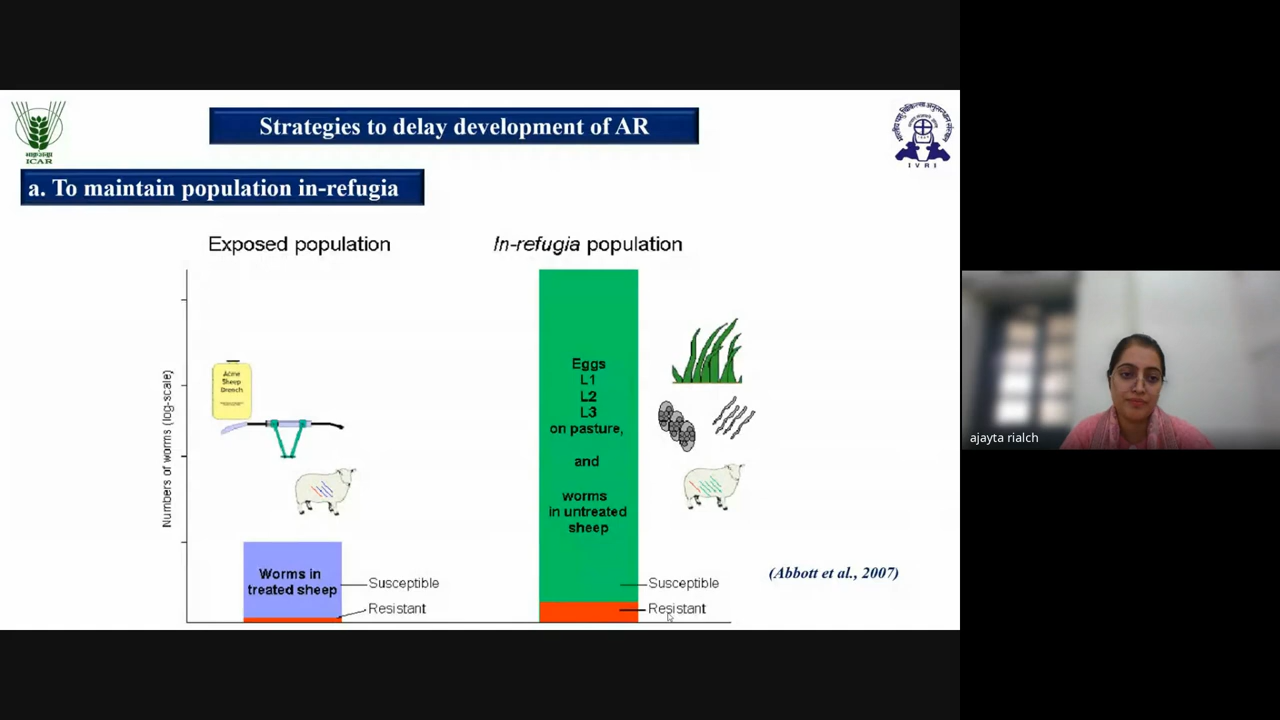 Strategies to delay development of AR
ICAR
I V R I
a. To maintain population in-refugia
Exposed population
In-refugia population
Numbers of worms (log-scale)
Acme
Sheep
Drench
Eggs
L1
L2
L3
on pasture,
and
worms
in untreated
sheep
Worms in
treated sheep
Susceptible
Resistant
Susceptible
Resistant
(Abbott et al., 2007)
ajayta rialch